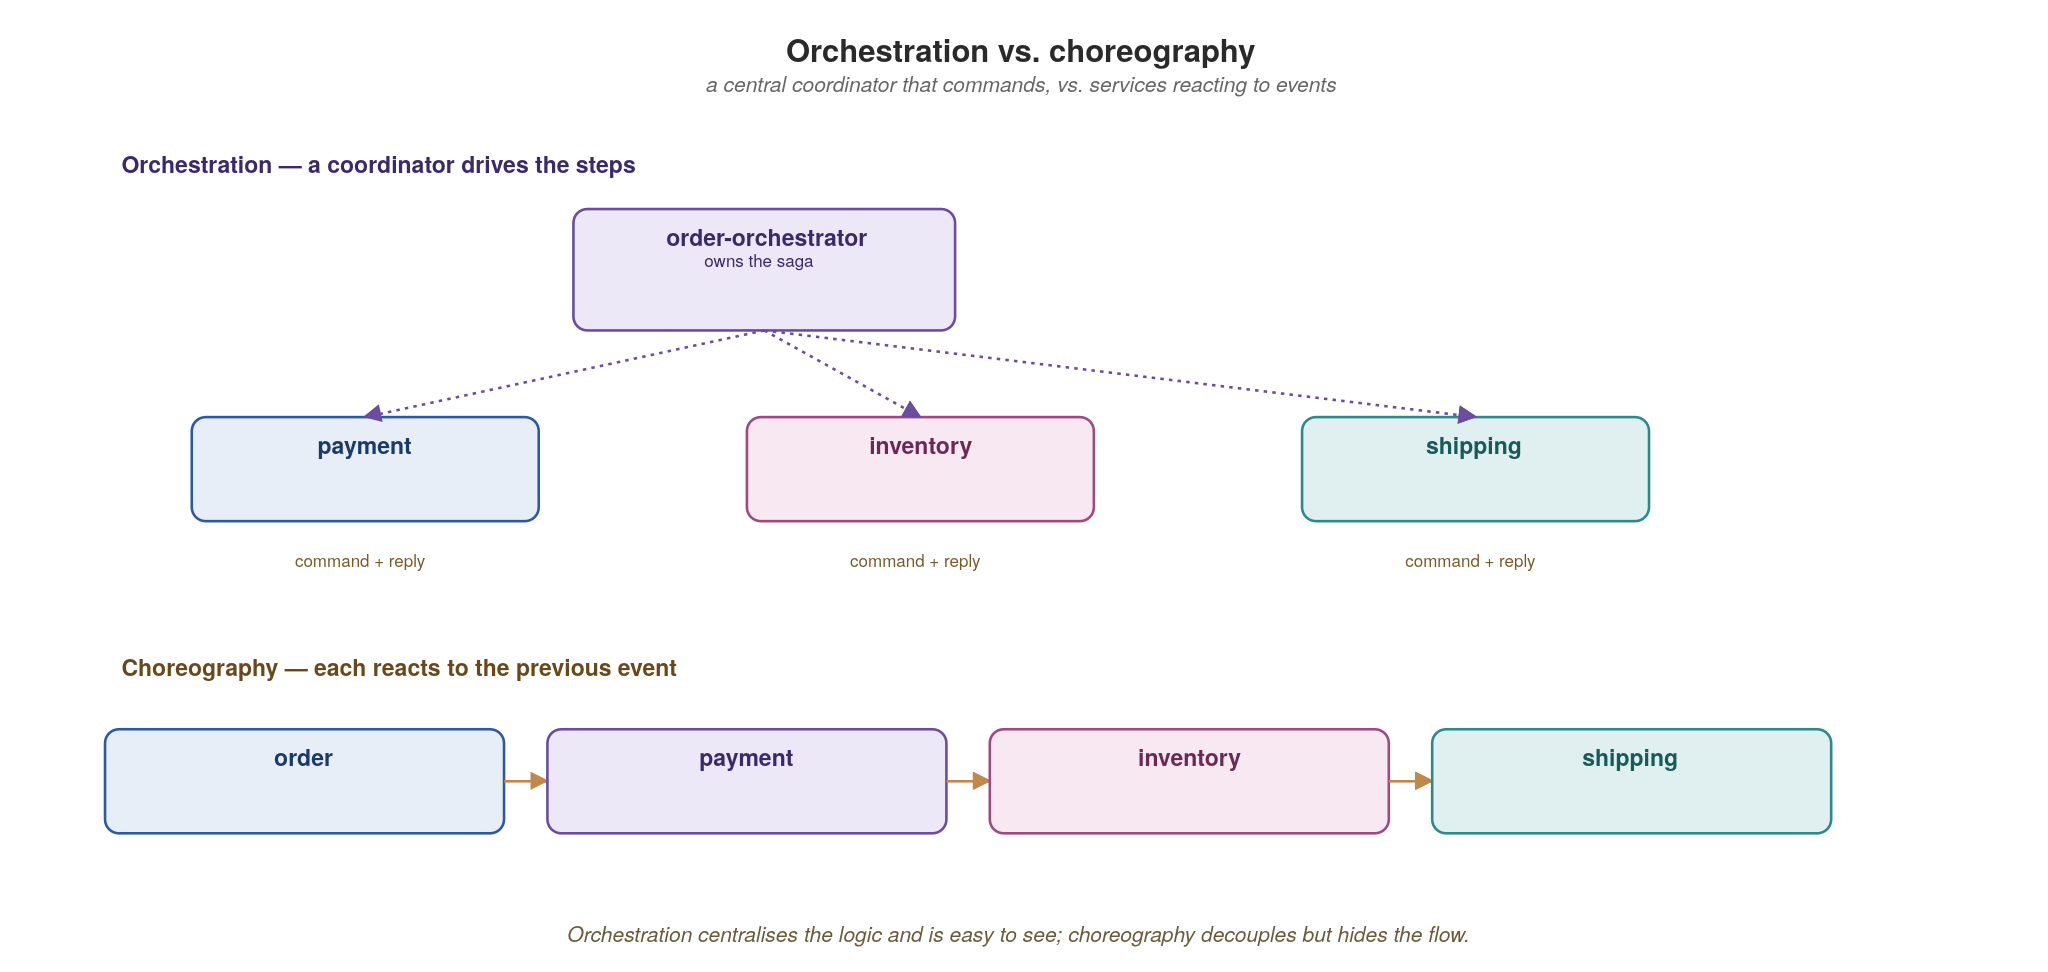 Orchestration vs. choreography
a central coordinator that commands, vs. services reacting to events
Orchestration — a coordinator drives the steps
order-orchestrator
owns the saga
payment
inventory
shipping
command + reply
command + reply
command + reply
Choreography — each reacts to the previous event
order
payment
inventory
shipping
Orchestration centralises the logic and is easy to see; choreography decouples but hides the flow.